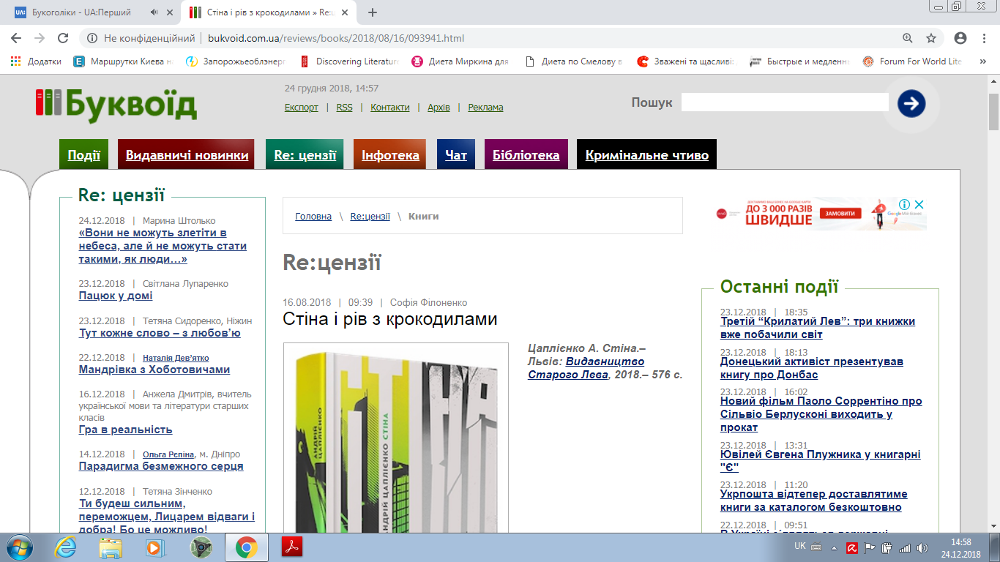 Букоголіки - UA:Перший
Стіна і рів з крокодилами » Re:ц
Не конфіденційний
bukvoid.com.ua/reviews/books/2018/08/16/093941.html
Додатки
Маршрутки Киева н
Запорожьеоблэнерг
Discovering Literatur
Диета Миркина для
Диета по Смелову в
Зважені та щасливі:
Быстрые и медленн
Forum For World Lite
»
Буквоїд
24 грудня 2018, 14:57
Експорт | RSS | Контакти | Архів | Реклама
Пошук
Події
Видавничі новинки
Re: цензії
Інфотека
Чат
Бібліотека
Кримінальне чтиво
Re: цензії
24.12.2018 | Марина Штолько
«Вони не можуть злетіти в
небеса, але й не можуть стати
такими, як люди…»
23.12.2018 | Світлана Лупаренко
Пацюк у домі
23.12.2018 | Тетяна Сидоренко, Ніжин
Тут кожне слово – з любов’ю
22.12.2018 | Наталія Дев’ятко
Мандрівка з Хоботовичами
16.12.2018 | Анжела Дмитрів, вчитель
української мови та літератури старших
класів
Гра в реальність
14.12.2018 | Ольга Рєпіна, м. Дніпро
Парадигма безмежного серця
12.12.2018 | Тетяна Зінченко
Ти будеш сильним,
переможцем, Лицарем відваги і
добра! Бо це можливо!
Головна \ Re:цензії \ Книги
Re:цензії
16.08.2018 | 09:39 | Софія Філоненко
Стіна і рів з крокодилами
СТІНА
АНДРІЙ
ЦАПЛІЄНКО
АНДРІЙ ЦАПЛІЄНКО СТІНА
Цаплієнко А. Стіна.–
Львів: Видавництво
Старого Лева, 2018.– 576 с.
ДО 3 000 РАЗІВ
ШВИДШЕ
ЗАМОВИТИ
Останні події
23.12.2018 | 18:35
Третій “Крилатий Лев”: три книжки
вже побачили світ
23.12.2018 | 18:13
Донецький активіст презентував
книгу про Донбас
23.12.2018 | 16:02
Новий фільм Паоло Соррентіно про
Сільвіо Берлусконі виходить у
прокат
23.12.2018 | 13:31
Ювілей Євгена Плужника у книгарні
"Є"
23.12.2018 | 11:20
Укрпошта відтепер доставлятиме
книги за каталогом безкоштовно
22.12.2018 | 09:51
UK
14:58
24.12.2018